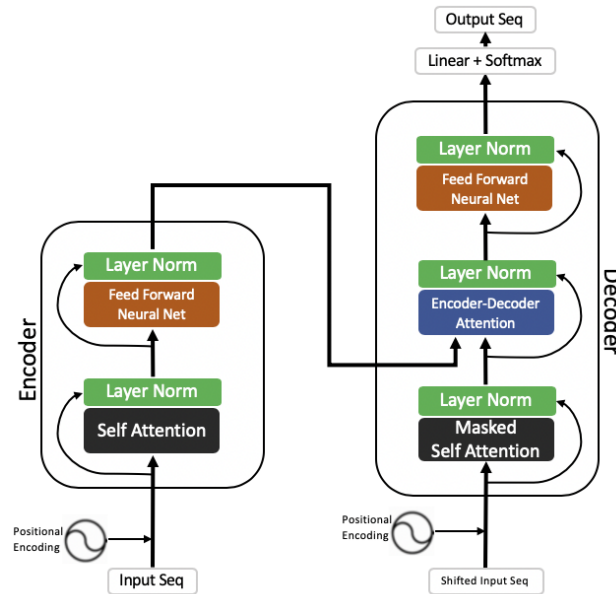 Output Seq
Linear + Softmax
Layer Norm
Feed Forward
Neural Net
Layer Norm
Encoder-Decoder
Attention
Layer Norm
Masked
Self Attention
Decoder
Positional
Encoding
Shifted Input Seq
Layer Norm
Feed Forward
Neural Net
Layer Norm
Self Attention
Encoder
Positional
Encoding
Input Seq